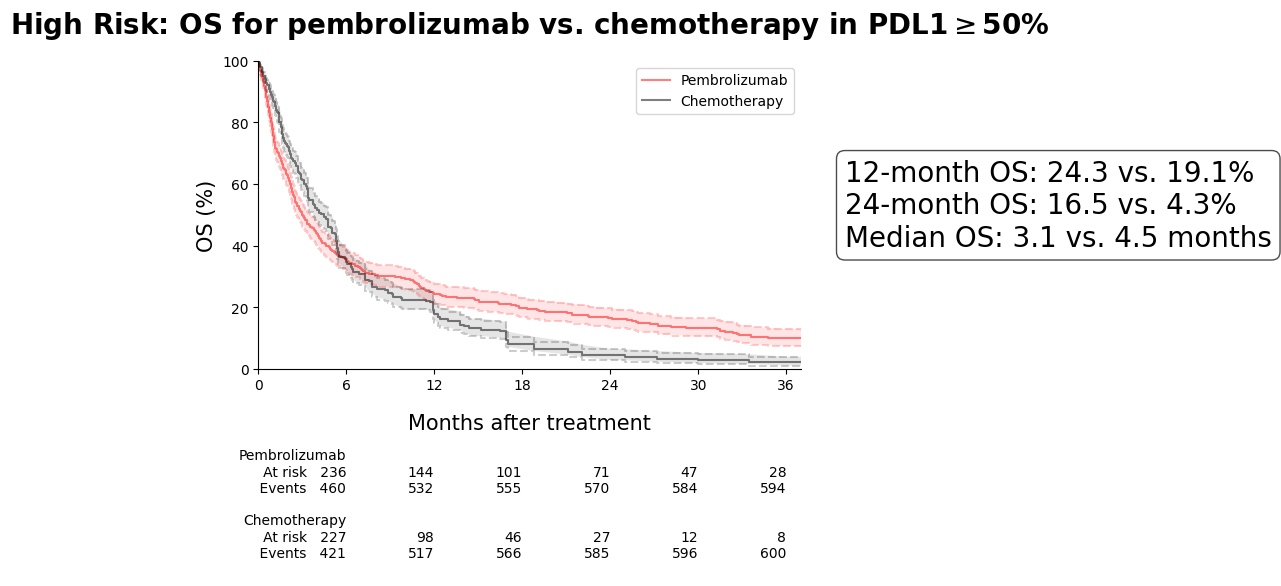 High Risk: OS for pembrolizumab vs. chemotherapy in PDL1 ≥ 50%
100
80
60
40
20
0
OS (%)
Pembrolizumab
Chemotherapy
12-month OS: 24.3 vs. 19.1%
24-month OS: 16.5 vs. 4.3%
Median OS: 3.1 vs. 4.5 months
0 6 12 18 24 30 36
Months after treatment
Pembrolizumab
At risk 236 144 101 71 47 28
Events 460 532 555 570 584 594
Chemotherapy
At risk 227 98 46 27 12 8
Events 421 517 566 585 596 600